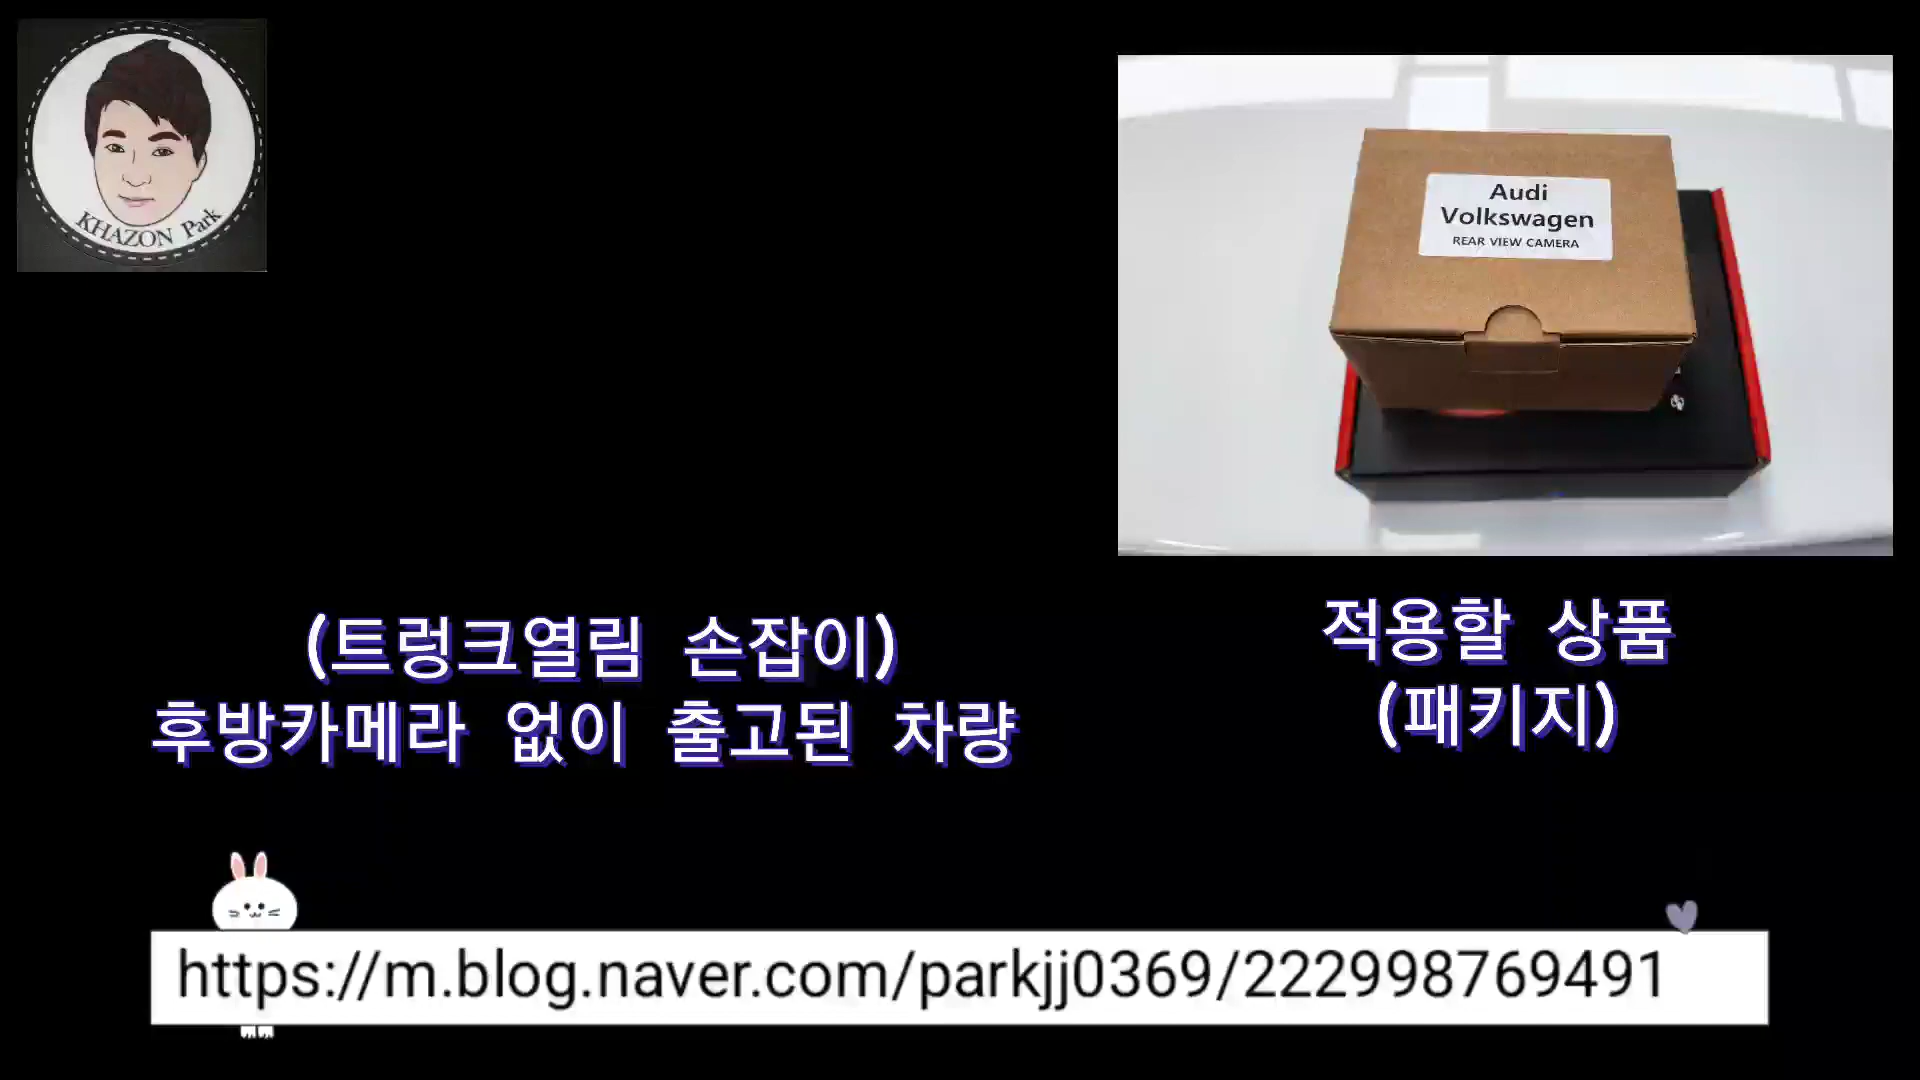 KHAZON Park
Audi
Volkswagen
REAR VIEW CAMERA
(트렁크열림 손잡이)
후방카메라 없이 출고된 차량
적용할 상품
(패키지)
https://m.blog.naver.com/parkjj0369/222998769491